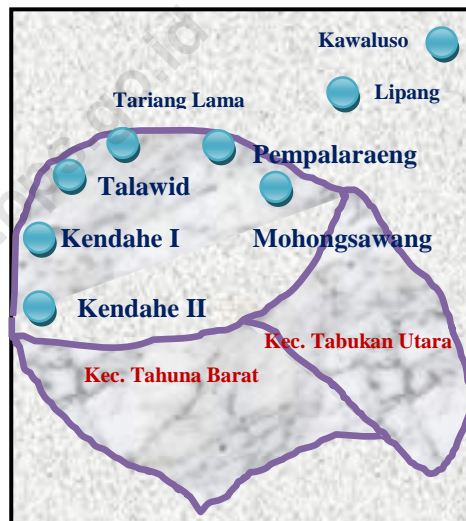 Kawaluso
Lipang
Tariang Lama
Pempalaraeng
Talawid
Kendahe I
Mohongsawang
Kendahe II
Kec. Tabukan Utara
Kec. Tahuna Barat